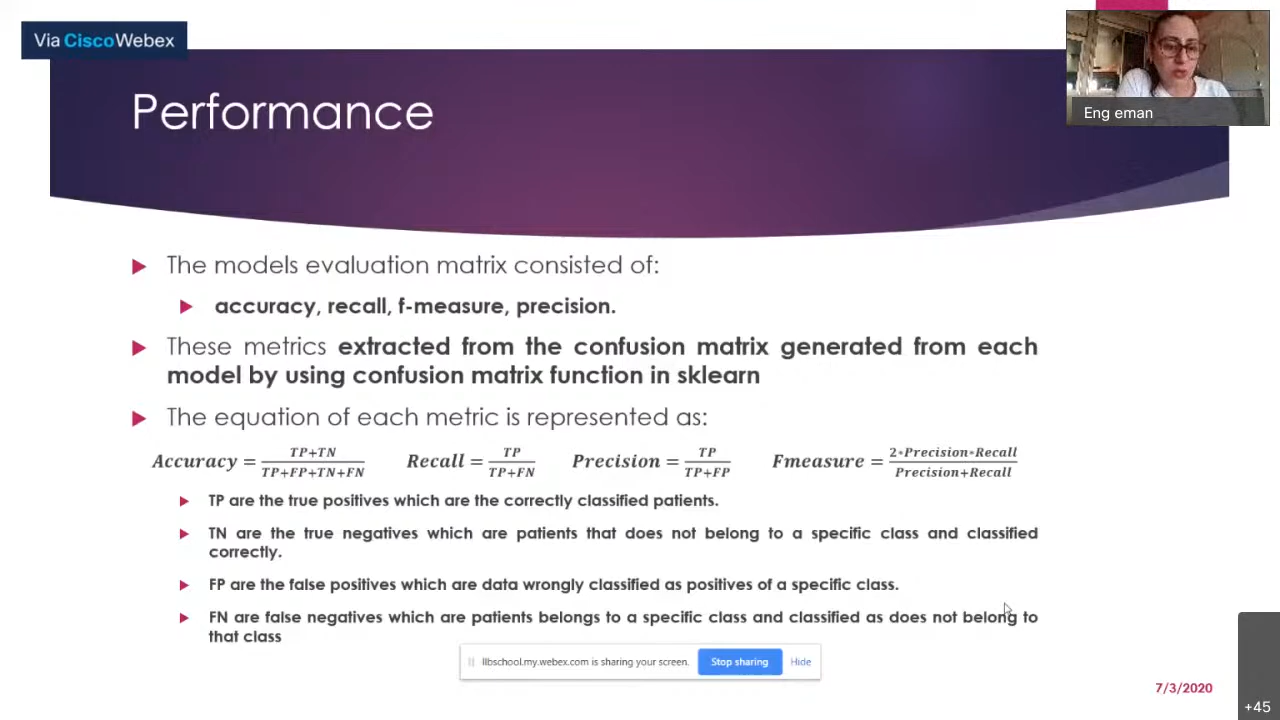 Via CiscoWebex
Eng eman
Performance
The models evaluation matrix consisted of:
accuracy, recall, f-measure, precision.
These metrics extracted from the confusion matrix generated from each
model by using confusion matrix function in sklearn
The equation of each metric is represented as:
Accuracy = TP+TN / TP+FP+TN+FN Recall = TP / TP+FN Precision = TP / TP+FP Fmeasure = 2*Precision*Recall / Precision+Recall
TP are the true positives which are the correctly classified patients.
TN are the true negatives which are patients that does not belong to a specific class and classified
correctly.
FP are the false positives which are data wrongly classified as positives of a specific class.
FN are false negatives which are patients belongs to a specific class and classified as does not belong to
that class
llbschool.my.webex.com is sharing your screen. Stop sharing Hide
7/3/2020
+45